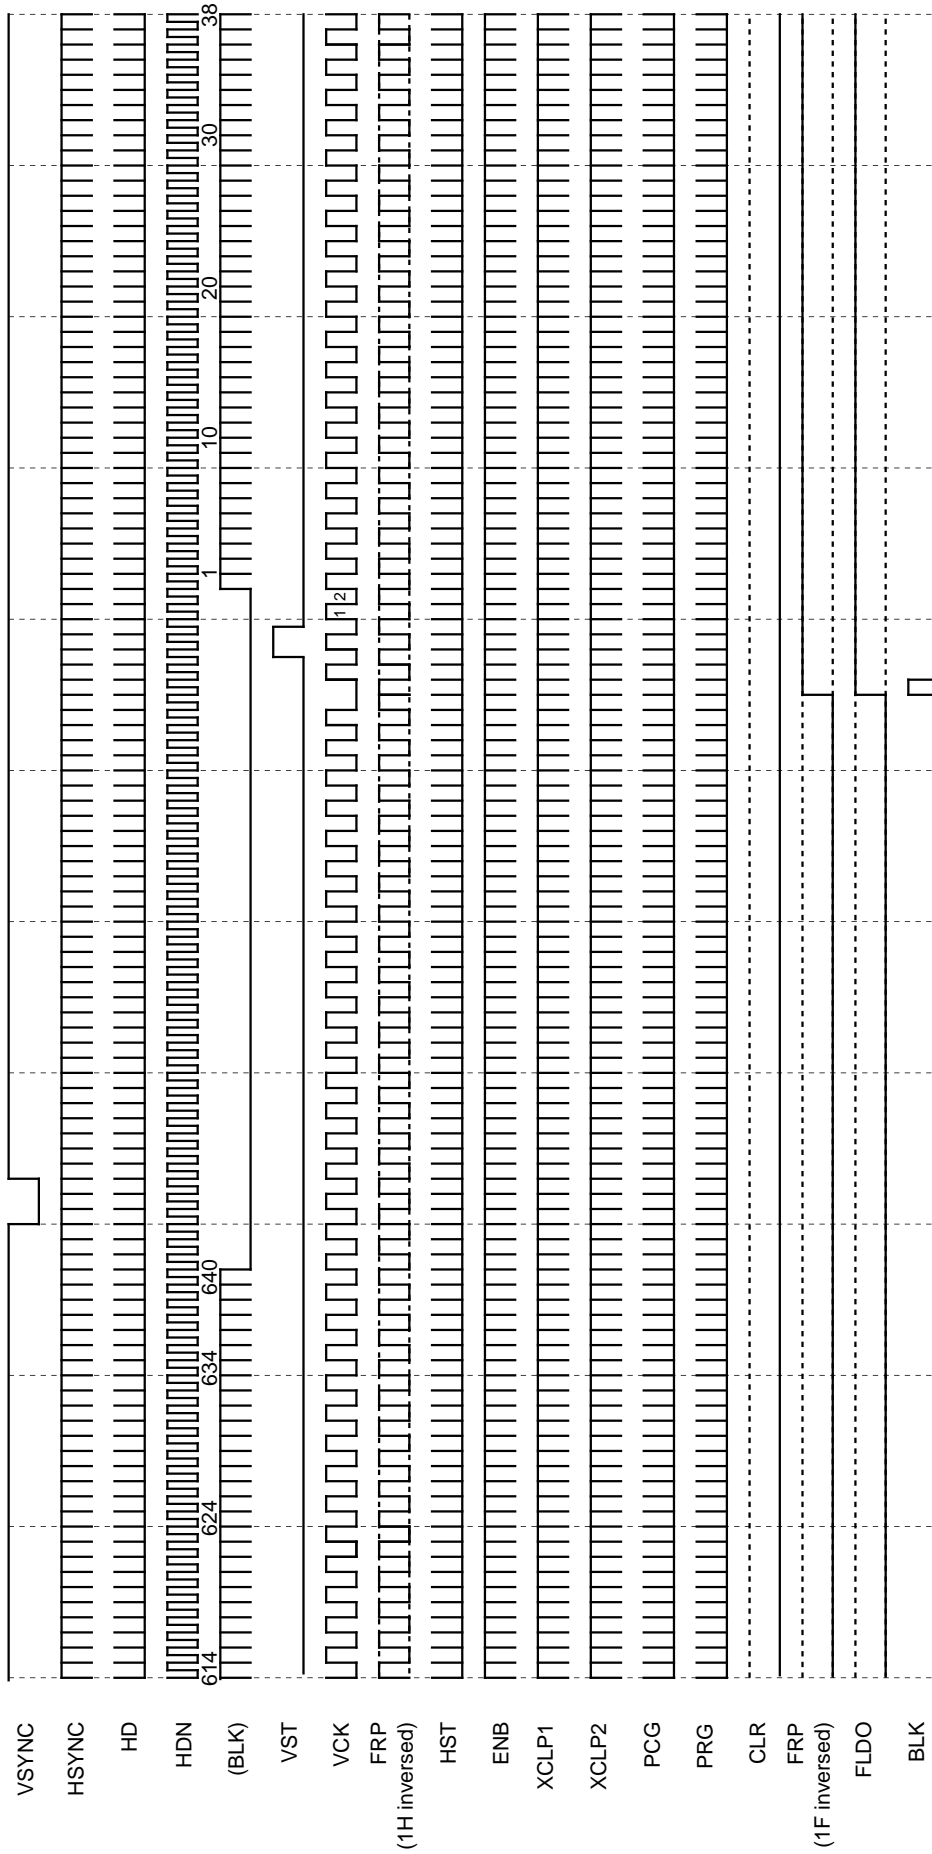 VSYNC
HSYNC
HD
HDN
(BLK)
614 624 634 640 1 10 20 30 38
VST
VCK
1 2
FRP
(1H inversed)
HST
ENB
XCLP1
XCLP2
PCG
PRG
CLR
FRP
(1F inversed)
FLDO
BLK